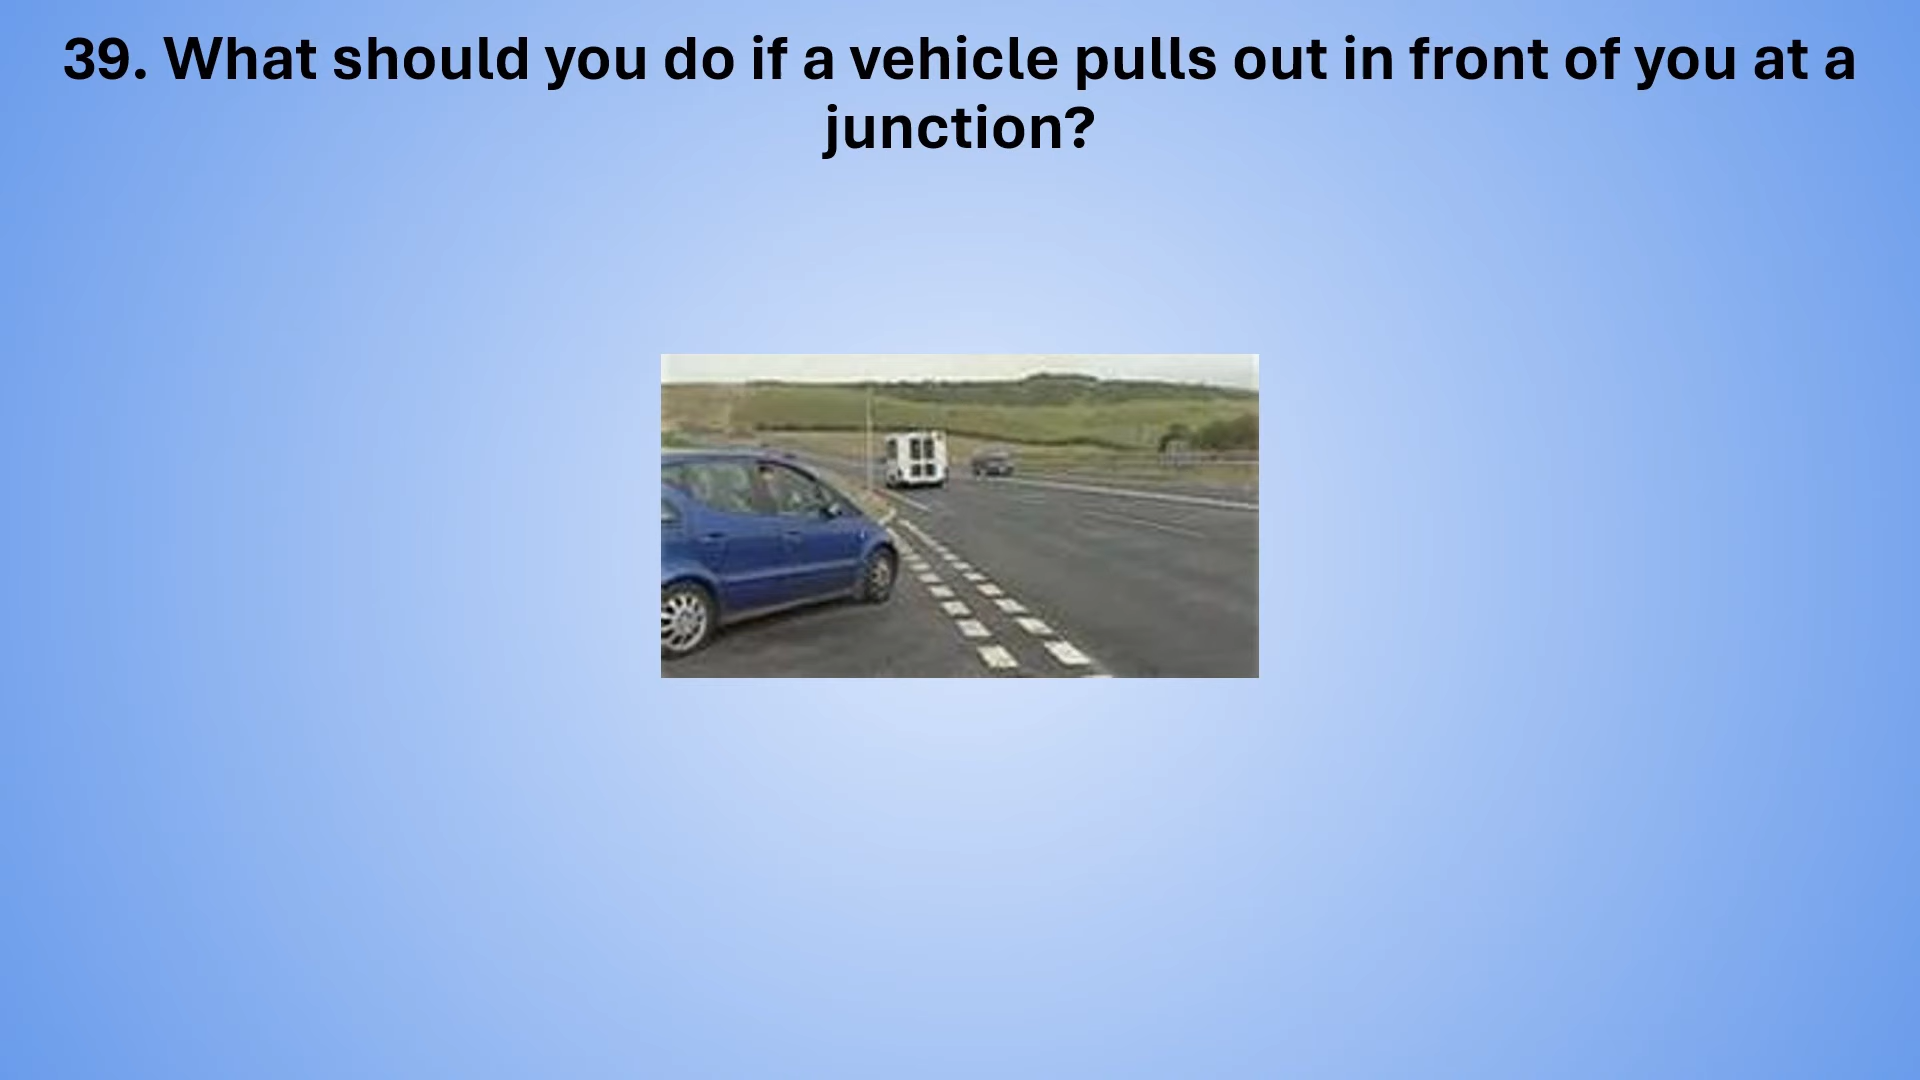 39. What should you do if a vehicle pulls out in front of you at a
junction?